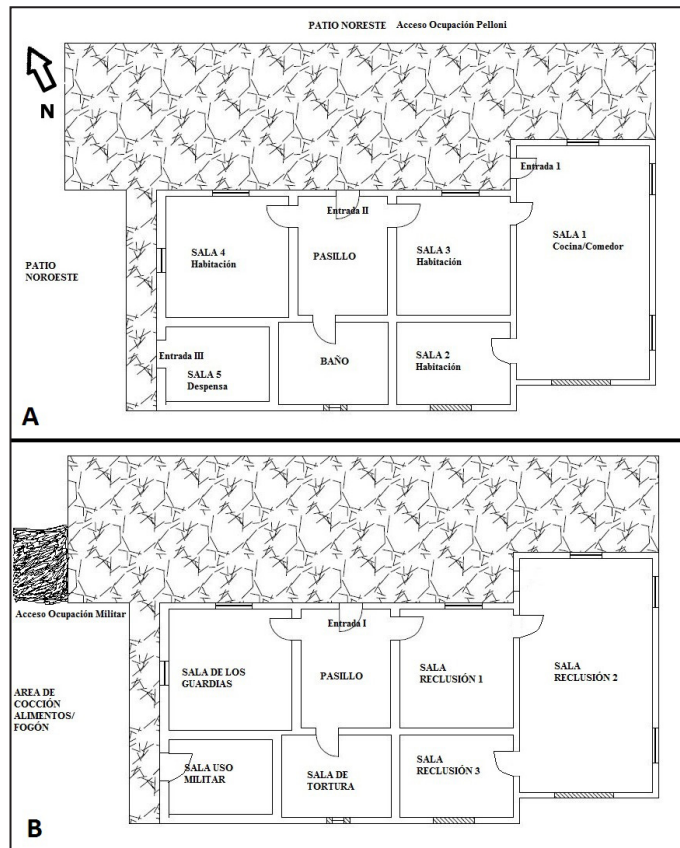 PATIO NORESTE Acceso Ocupación Pelloni
N
Entrada 1
Entrada II
SALA 4
Habitación
PASILLO
SALA 3
Habitación
SALA 1
Cocina/Comedor
PATIO
NOROESTE
Entrada III
SALA 5
Despensa
BAÑO
SALA 2
Habitación
A
Acceso Ocupación Militar
Entrada I
SALA DE LOS
GUARDIAS
PASILLO
SALA
RECLUSIÓN 1
SALA
RECLUSIÓN 2
AREA DE
COCCIÓN
ALIMENTOS/
FOGÓN
SALA USO
MILITAR
SALA DE
TORTURA
SALA
RECLUSIÓN 3
B